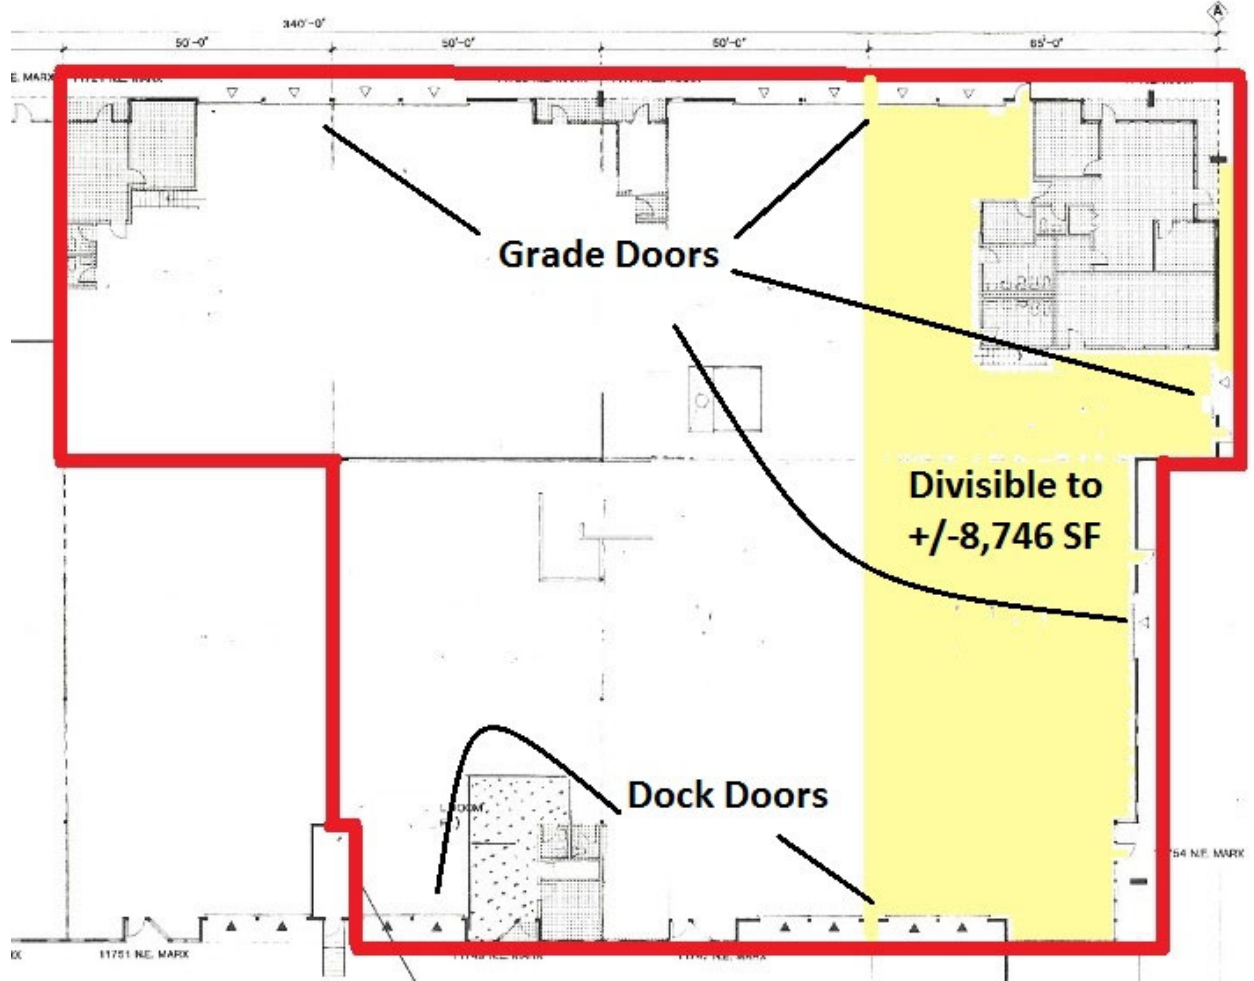 A
340'-0"
50'-0"
50'-0"
50'-0"
65'-0"
E. MARX
11721 N.E. MARX
Grade Doors
Divisible to
+/-8,746 SF
Dock Doors
54 N.E. MARX
11751 N.E. MARX